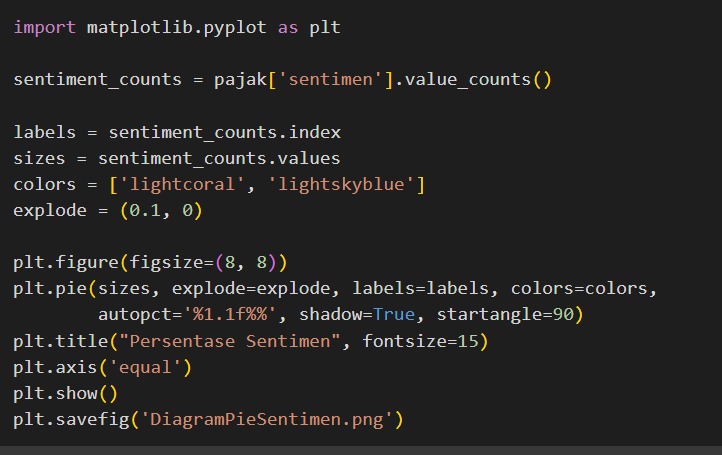 import matplotlib.pyplot as plt
sentiment_counts = pajak['sentimen'].value_counts()
labels = sentiment_counts.index
sizes = sentiment_counts.values
colors = ['lightcoral', 'lightskyblue']
explode = (0.1, 0)
plt.figure(figsize=(8, 8))
plt.pie(sizes, explode=explode, labels=labels, colors=colors,
        autopct='%1.1f%%', shadow=True, startangle=90)
plt.title("Persentase Sentimen", fontsize=15)
plt.axis('equal')
plt.show()
plt.savefig('DiagramPieSentimen.png')